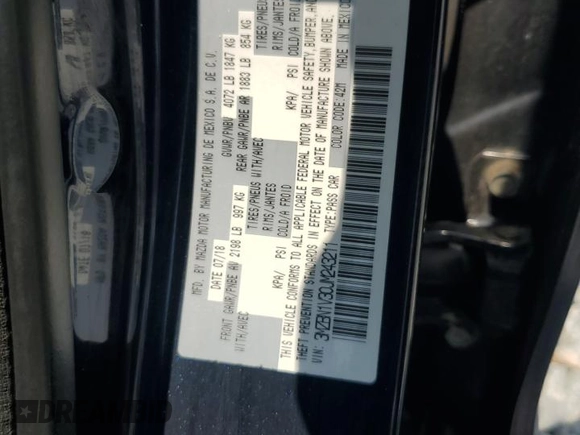 MFD. BY MAZDA MOTOR MANUFACTURING DE MEXICO S.A. DE C.V.
DATE 07/18 GVWR/PNBV 4072 LB 1847 KG
FRONT GAWR/PNBE AV 2198 LB 997 KG REAR GAWR/PNBE AR 1883 LB 854 KG
WITH/AVEC TIRES/PNEUS WITH/AVEC TIRES/PNEUS
RIMS/JANTES RIMS/JANTES
KPA/ PSI COLD/A FROID KPA/ PSI COLD/A FROID
THIS VEHICLE CONFORMS TO ALL APPLICABLE FEDERAL MOTOR VEHICLE SAFETY, BUMPER, AND
THEFT PREVENTION STANDARDS IN EFFECT ON THE DATE OF MANUFACTURE SHOWN ABOVE.
VIN: 3MZBN1V30JM243211 TYPE:PASS CAR COLOR CODE:42M MADE IN MEXICO
DREAMBID